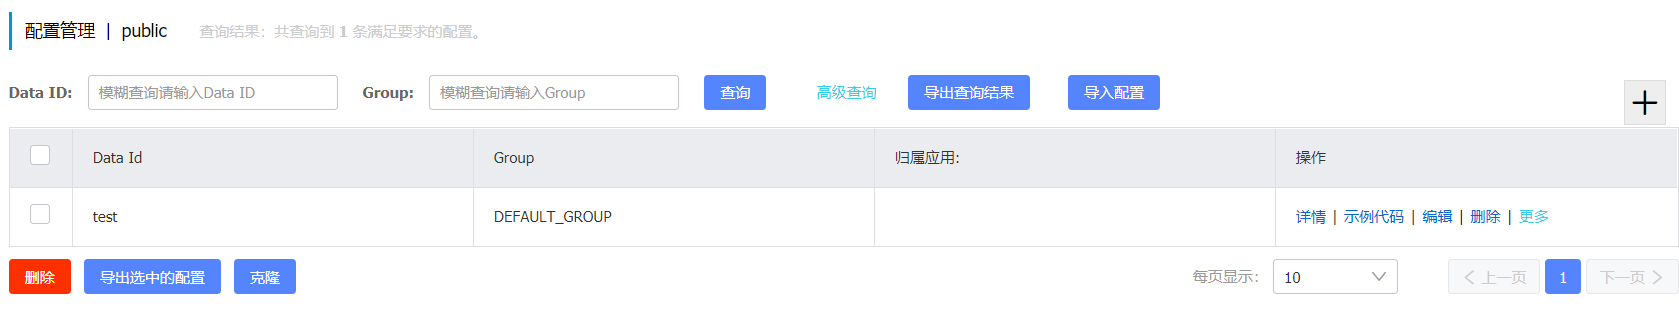 配置管理 | public 查询结果：共查询到 1 条满足要求的配置。
Data ID: 模糊查询请输入Data ID Group: 模糊查询请输入Group 查询 高级查询 导出查询结果 导入配置
Data Id Group 归属应用: 操作
test DEFAULT_GROUP 详情 | 示例代码 | 编辑 | 删除 | 更多
删除 导出选中的配置 克隆 每页显示： 10 上一页 1 下一页